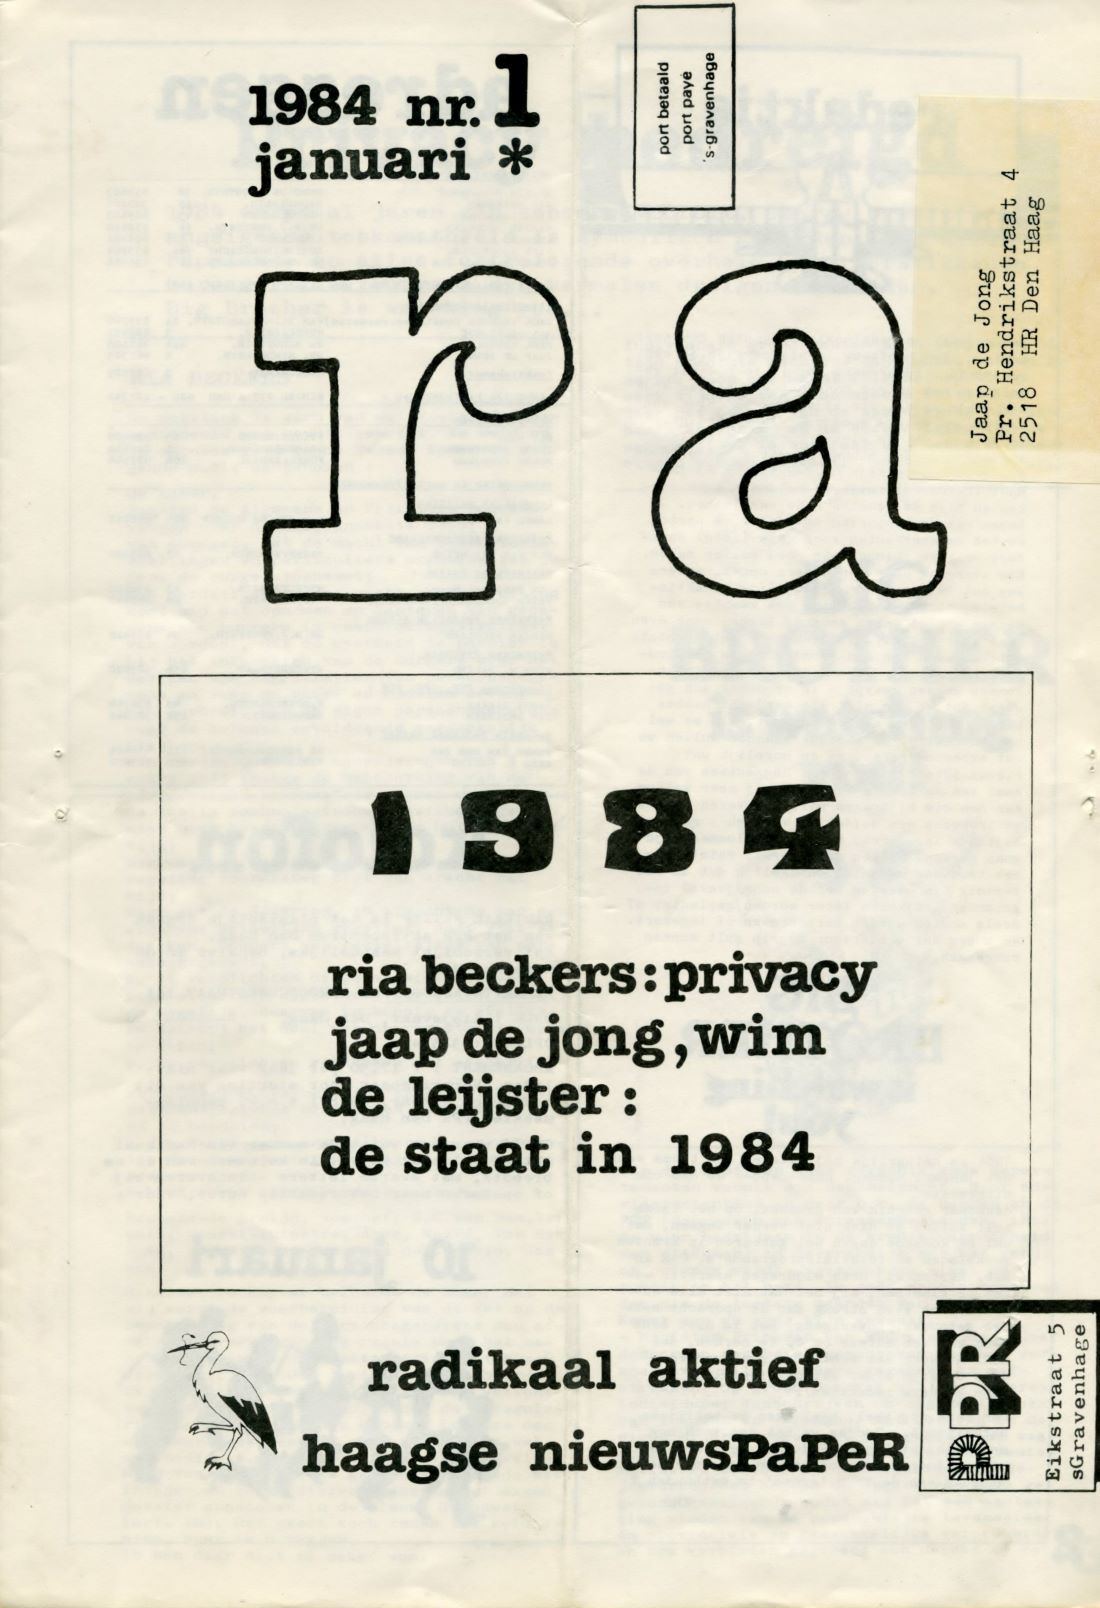 1984 nr. 1
januari *
port betaald
port payé
's-gravenhage
Jaap de Jong
Pr. Hendrikstraat 4
2518 HR Den Haag
ra
1984
ria beckers: privacy
jaap de jong, wim
de leijster:
de staat in 1984
radikaal aktief
haagse nieuwsPaPeR
PPR
Eikstraat 5
sGravenhage